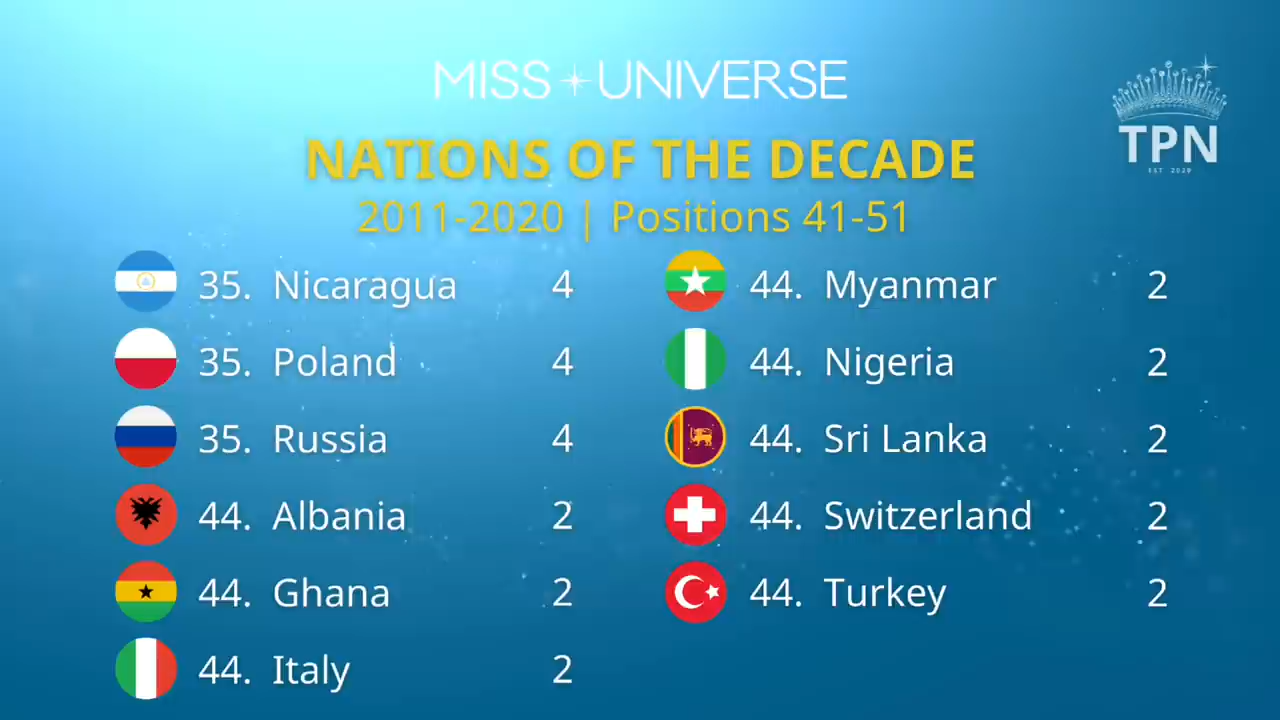 MISS UNIVERSE
TPN
EST 2020
NATIONS OF THE DECADE
2011-2020 | Positions 41-51
35. Nicaragua 4
35. Poland 4
35. Russia 4
44. Albania 2
44. Ghana 2
44. Italy 2
44. Myanmar 2
44. Nigeria 2
44. Sri Lanka 2
44. Switzerland 2
44. Turkey 2